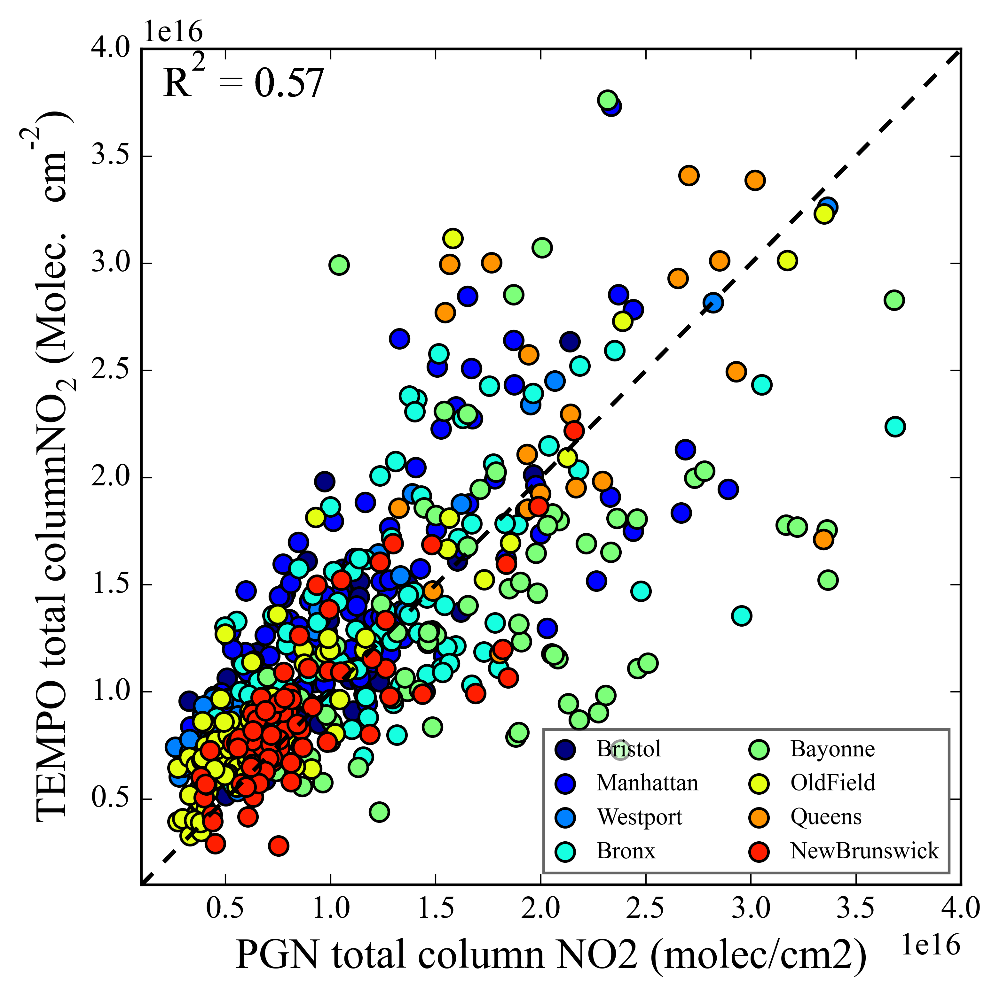 1e16
R² = 0.57
TEMPO total columnNO₂ (Molec. cm⁻²)
4.0
3.5
3.0
2.5
2.0
1.5
1.0
0.5
Bristol
Manhattan
Westport
Bronx
Bayonne
OldField
Queens
NewBrunswick
0.5 1.0 1.5 2.0 2.5 3.0 3.5 4.0
1e16
PGN total column NO2 (molec/cm2)